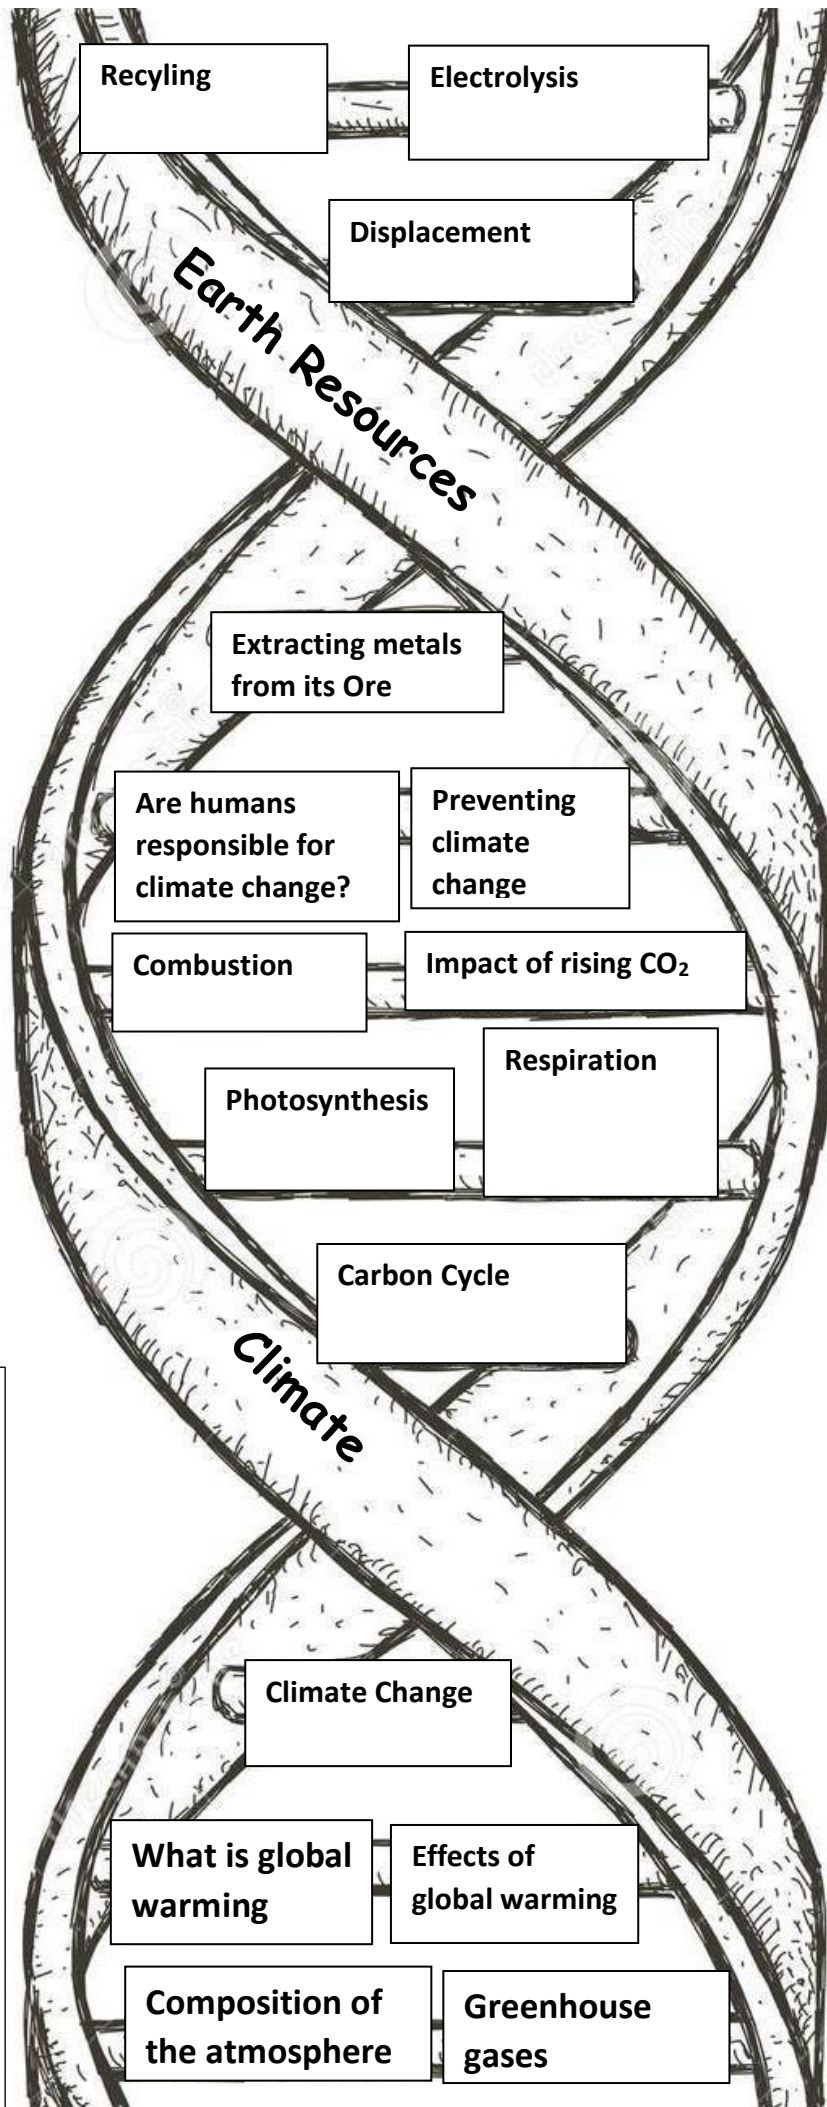 Recyling
Electrolysis
Displacement
Earth Resources
Extracting metals
from its Ore
Are humans
responsible for
climate change?
Preventing
climate
change
Combustion
Impact of rising CO₂
Respiration
Photosynthesis
Carbon Cycle
Climate
Climate Change
What is global
warming
Effects of
global warming
Composition of
the atmosphere
Greenhouse
gases